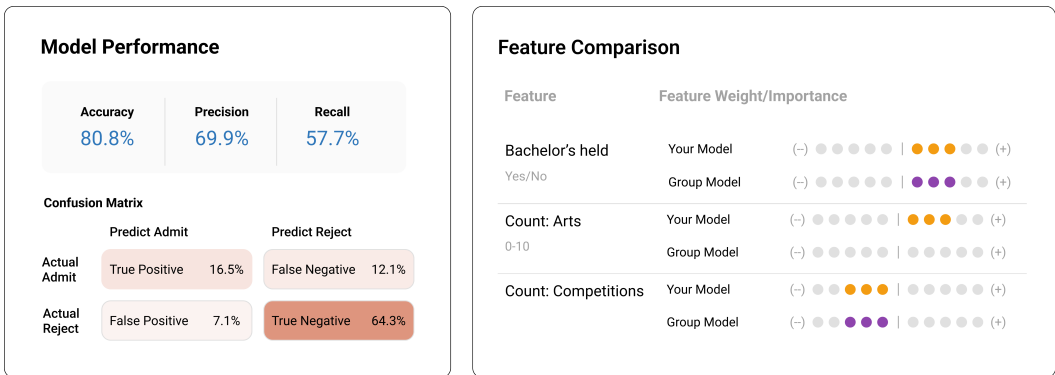 Model Performance
Accuracy Precision Recall
80.8% 69.9% 57.7%
Confusion Matrix
Predict Admit Predict Reject
Actual Admit
True Positive 16.5% False Negative 12.1%
Actual Reject
False Positive 7.1% True Negative 64.3%
Feature Comparison
Feature Feature Weight/Importance
Bachelor’s held Your Model (--) | (+)
Yes/No Group Model (--) | (+)
Count: Arts Your Model (--) | (+)
0-10 Group Model (--) | (+)
Count: Competitions Your Model (--) | (+)
Group Model (--) | (+)